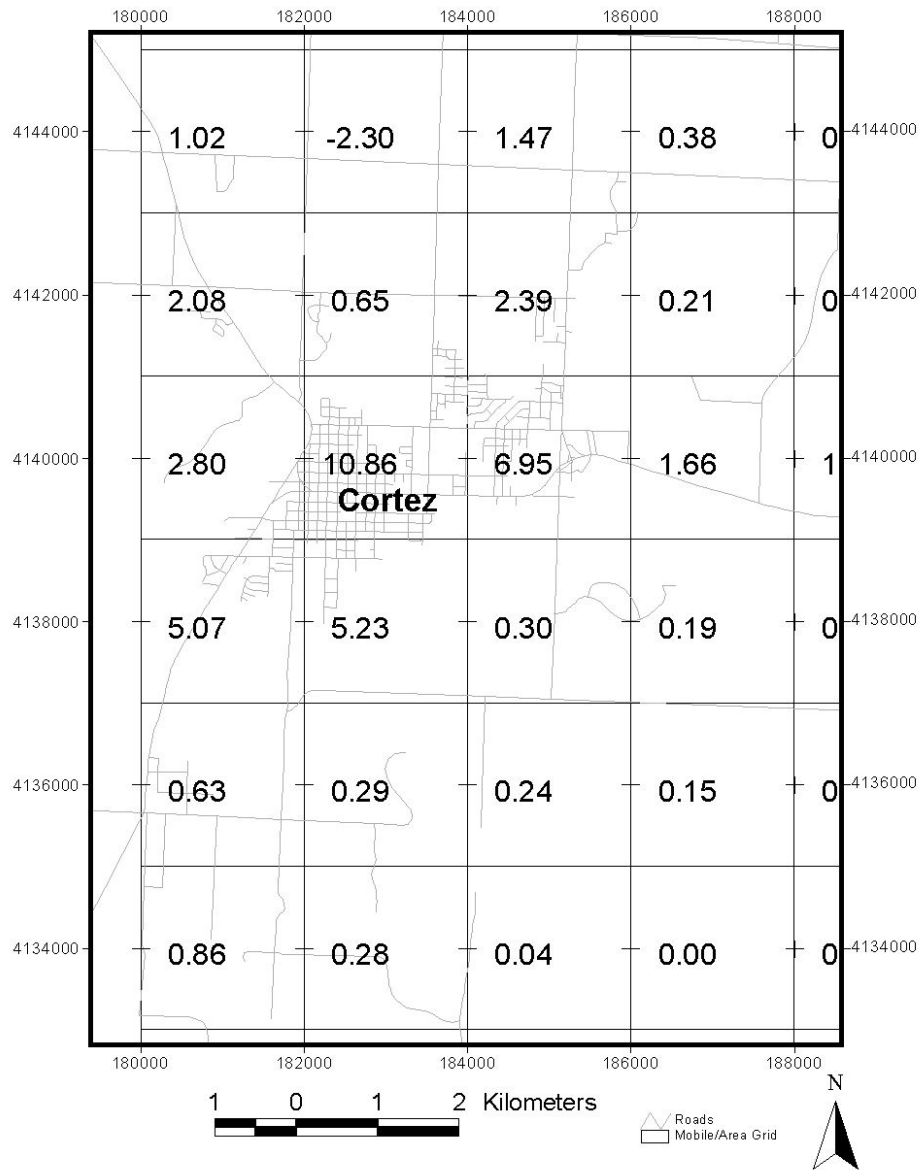 180000 182000 184000 186000 188000
4144000 1.02 -2.30 1.47 0.38 0 4144000
4142000 2.08 0.65 2.39 0.21 0 4142000
4140000 2.80 10.86 6.95 1.66 1 4140000
Cortez
4138000 5.07 5.23 0.30 0.19 0 4138000
4136000 0.63 0.29 0.24 0.15 0 4136000
4134000 0.86 0.28 0.04 0.00 0 4134000
180000 182000 184000 186000 188000
1 0 1 2 Kilometers
Roads
Mobile/Area Grid
N